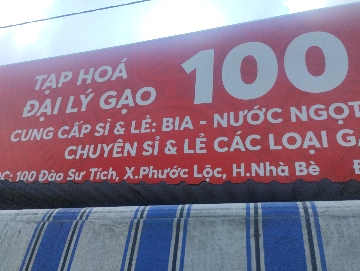 TẠP HOÁ
ĐẠI LÝ GẠO
100
CUNG CẤP SỈ & LẺ: BIA - NƯỚC NGỌT
CHUYÊN SỈ & LẺ CÁC LOẠI
ĐC: 100 Đào Sư Tích, X.Phước Lộc, H.Nhà Bè